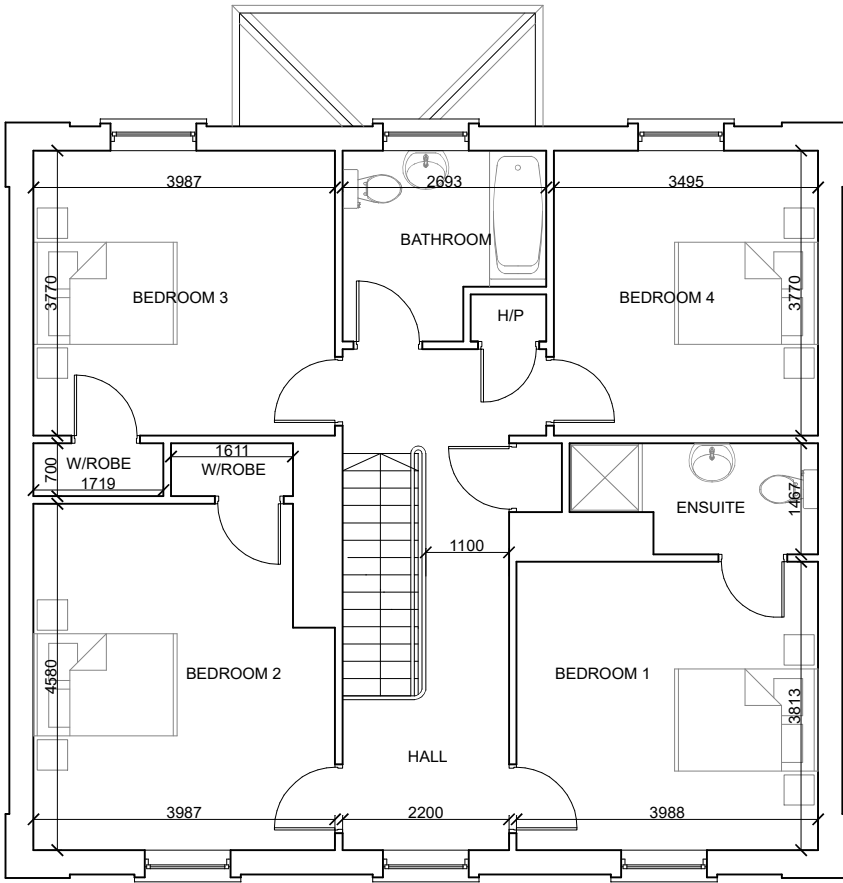 3987
2693
3495
BATHROOM
3770
BEDROOM 3
BEDROOM 4
3770
H/P
1611
W/ROBE
W/ROBE
700
1719
ENSUITE
1467
1100
BEDROOM 2
BEDROOM 1
4580
3813
HALL
3987
2200
3988